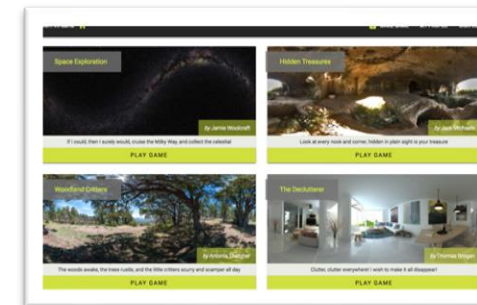 Space Exploration
by Jamie Woolcraft
If I could, then I surely would, cruise the Milky Way, and collect the celestial
PLAY GAME
Hidden Treasures
by Jack Michaels
Look at every nook and corner, hidden in plain sight is your treasure
PLAY GAME
Woodland Critters
by Antonia
The woods awake, the trees rustle, and the little critters scurry and scamper all day
PLAY GAME
The Declutterer
by Thomas Brogan
Clutter, clutter everywhere! I wish to make it all disappear!
PLAY GAME